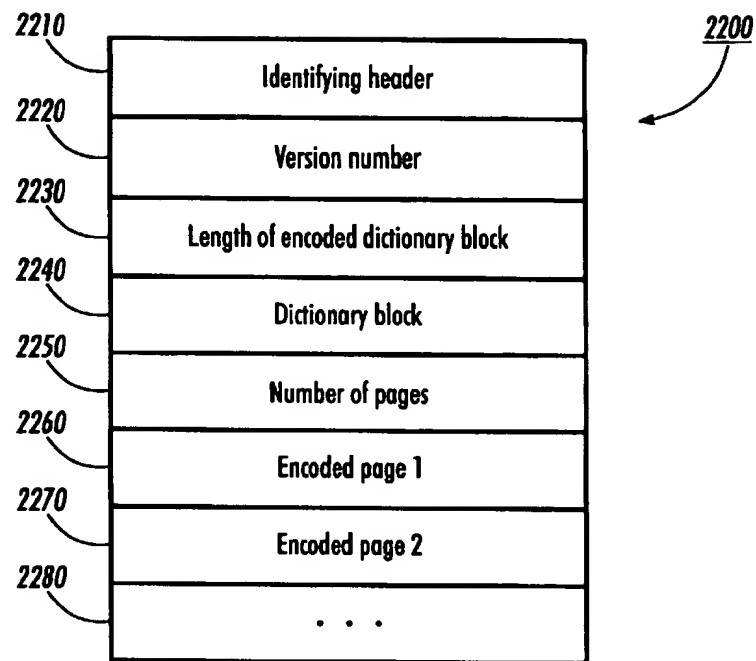 2210
2200
Identifying header
2220
Version number
2230
Length of encoded dictionary block
2240
Dictionary block
2250
Number of pages
2260
Encoded page 1
2270
Encoded page 2
2280
. . .